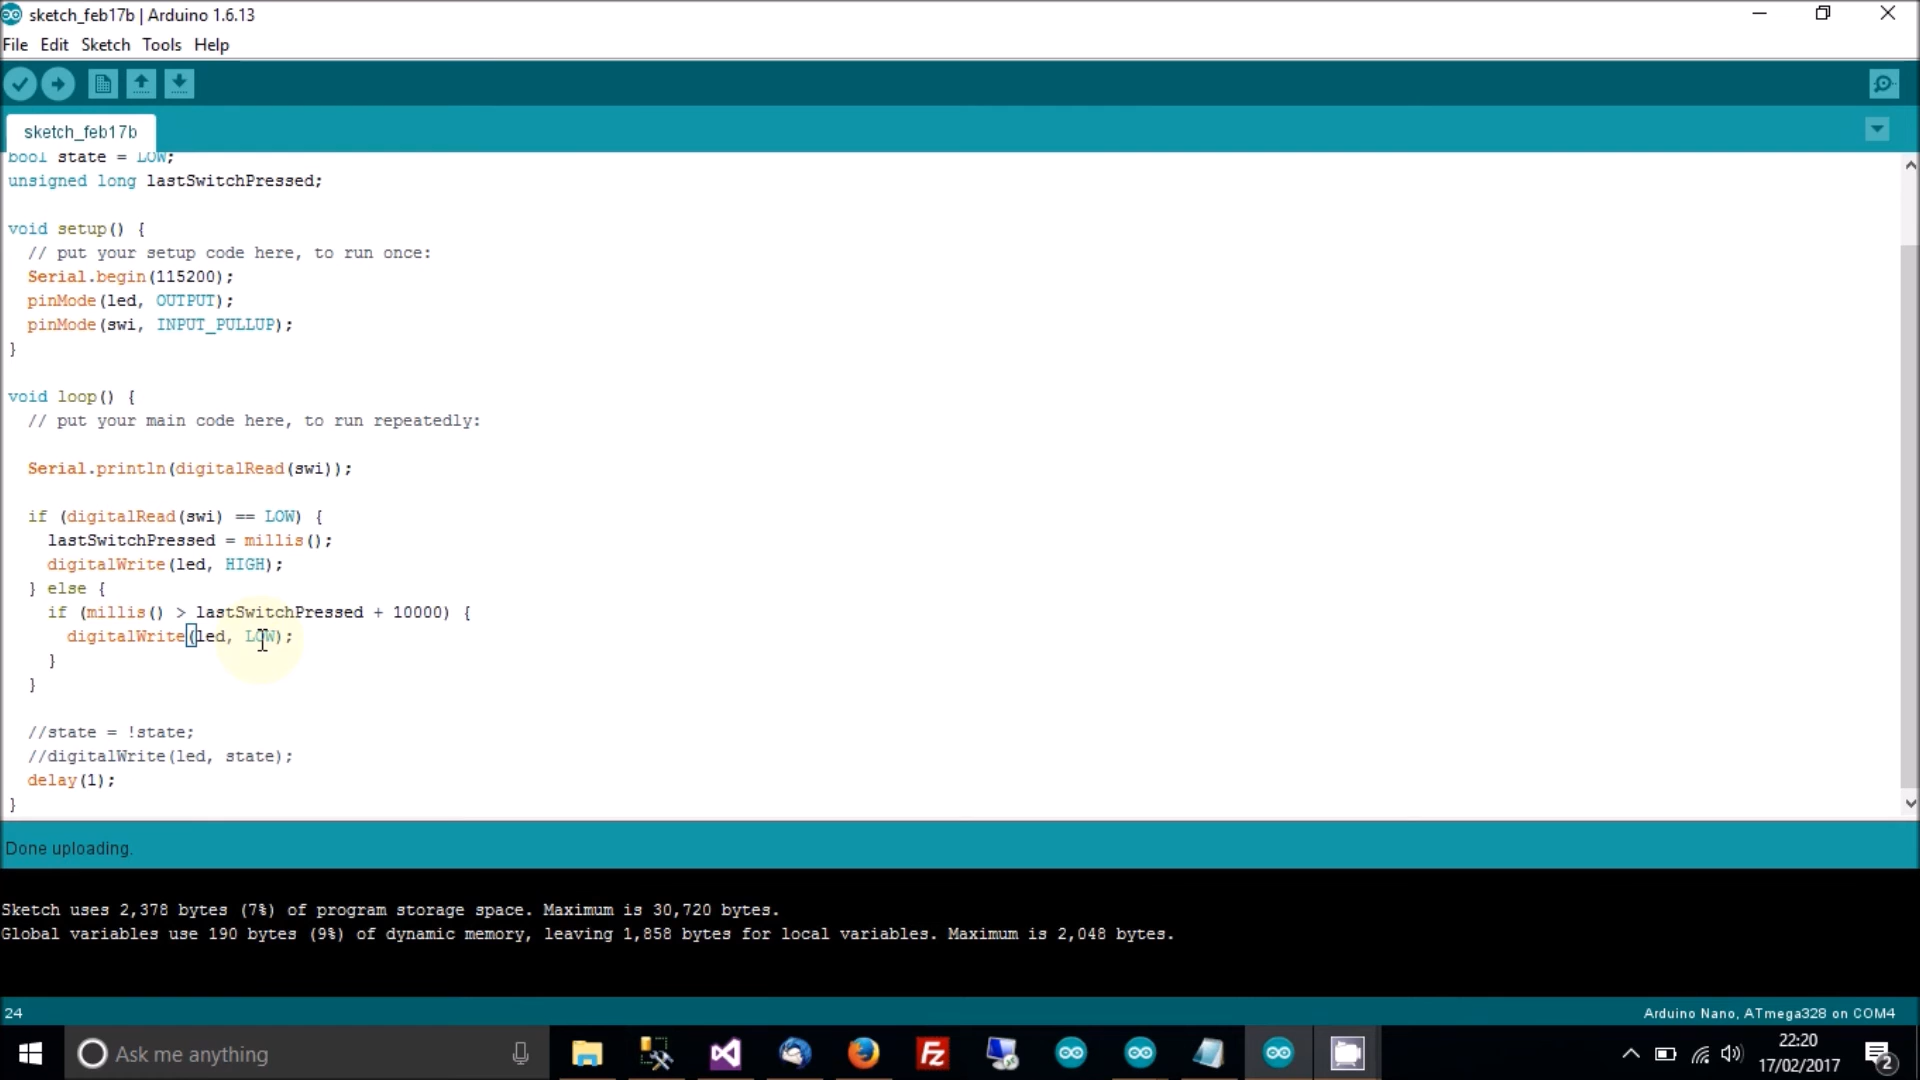 sketch_feb17b | Arduino 1.6.13
File Edit Sketch Tools Help
sketch_feb17b
bool state = LOW;
unsigned long lastSwitchPressed;
void setup() {
// put your setup code here, to run once:
Serial.begin(115200);
pinMode(led, OUTPUT);
pinMode(swi, INPUT_PULLUP);
}
void loop() {
// put your main code here, to run repeatedly:
Serial.println(digitalRead(swi));
if (digitalRead(swi) == LOW) {
lastSwitchPressed = millis();
digitalWrite(led, HIGH);
} else {
if (millis() > lastSwitchPressed + 10000) {
digitalWrite(led, LOW);
}
}
//state = !state;
//digitalWrite(led, state);
delay(1);
}
Done uploading.
Sketch uses 2,378 bytes (7%) of program storage space. Maximum is 30,720 bytes.
Global variables use 190 bytes (9%) of dynamic memory, leaving 1,858 bytes for local variables. Maximum is 2,048 bytes.
24
Arduino Nano, ATmega328 on COM4
Ask me anything
Fz
22:20
17/02/2017
2